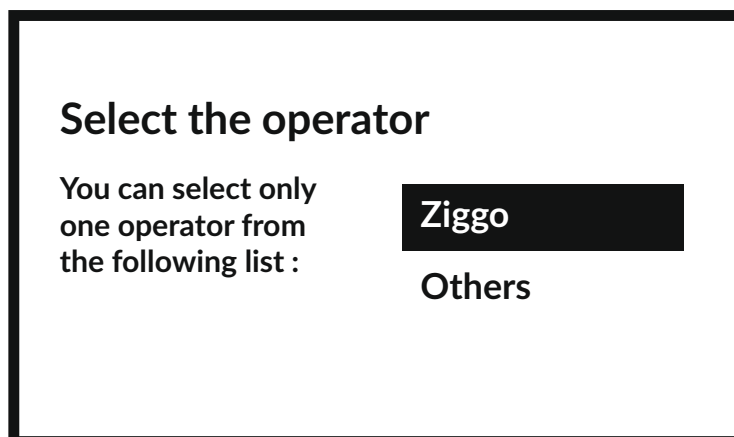 Select the operator
You can select only
one operator from
the following list :
Ziggo
Others